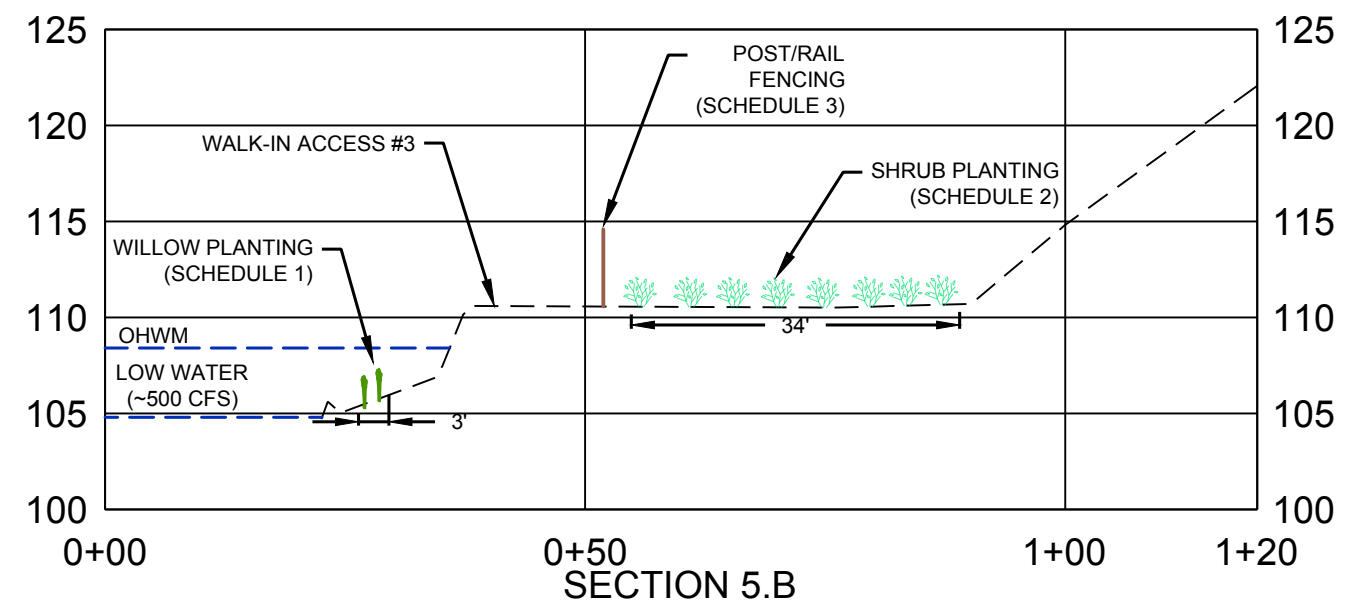 125
125
POST/RAIL
FENCING
(SCHEDULE 3)
120
120
WALK-IN ACCESS #3
SHRUB PLANTING
(SCHEDULE 2)
115
115
WILLOW PLANTING
(SCHEDULE 1)
110
110
34'
OHWM
LOW WATER
(~500 CFS)
105
105
3'
100
100
0+00
0+50
1+00
1+20
SECTION 5.B